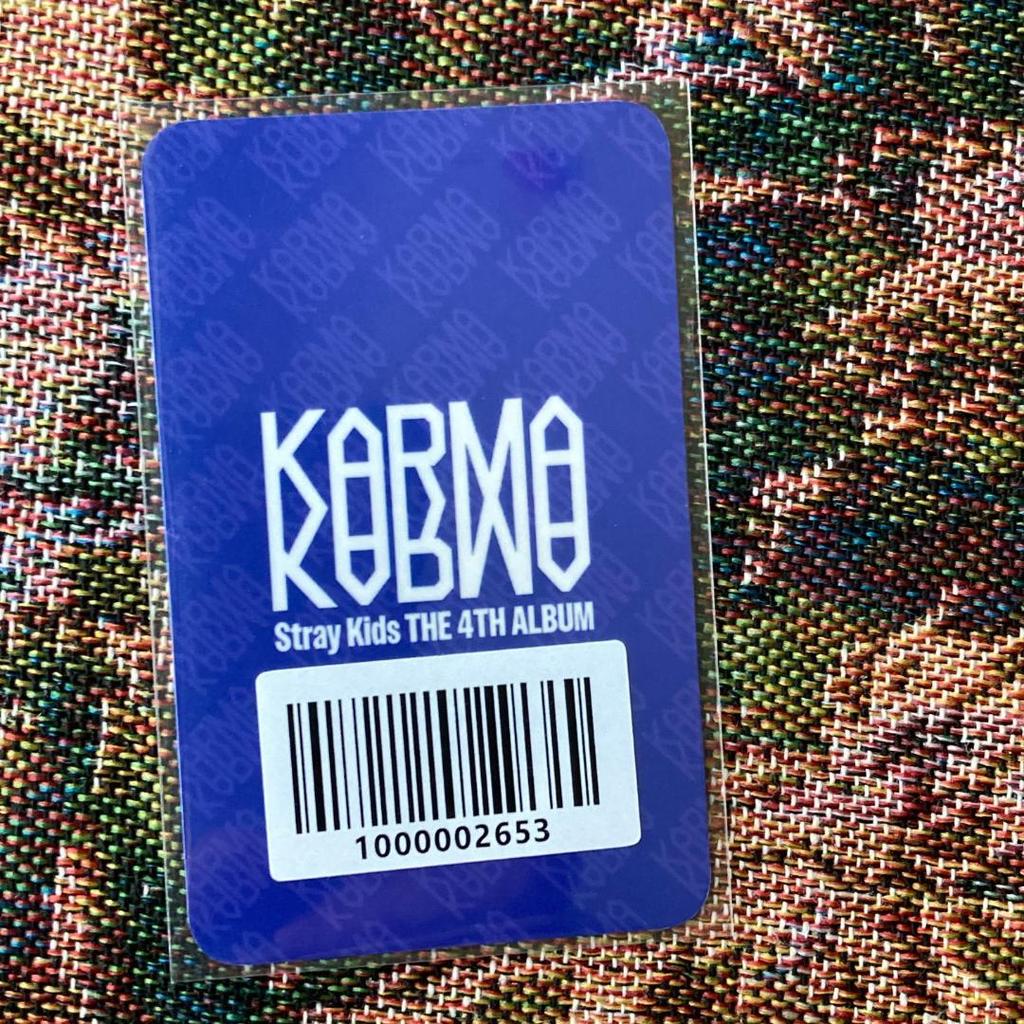 KARMA
Stray Kids THE 4TH ALBUM
1000002653